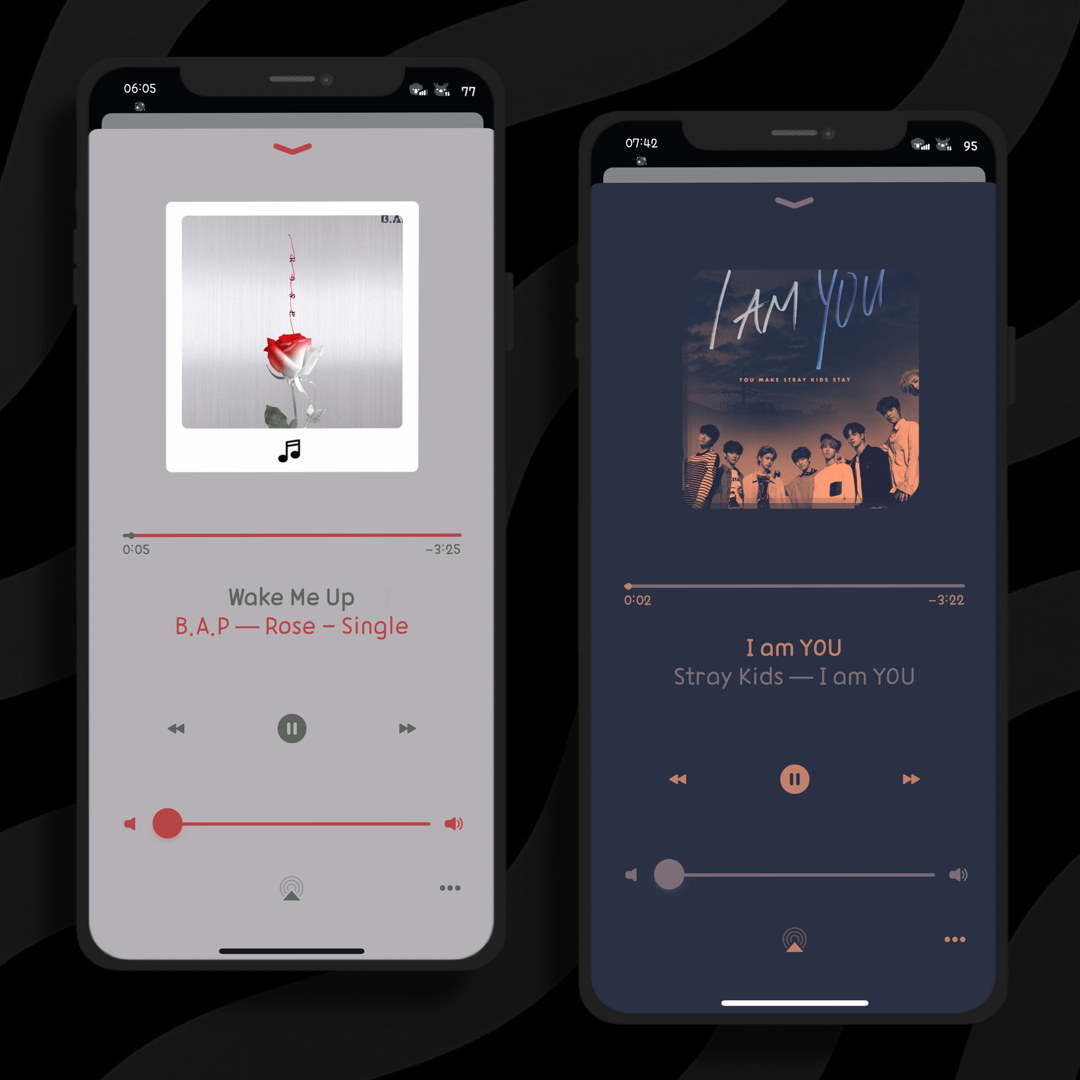 06:05
77
B.A
R
o
s
e
0:05
-3:25
Wake Me Up
B.A.P — Rose - Single
07:42
95
I AM YOU
YOU MAKE STRAY KIDS STAY
0:02
-3:22
I am YOU
Stray Kids — I am YOU